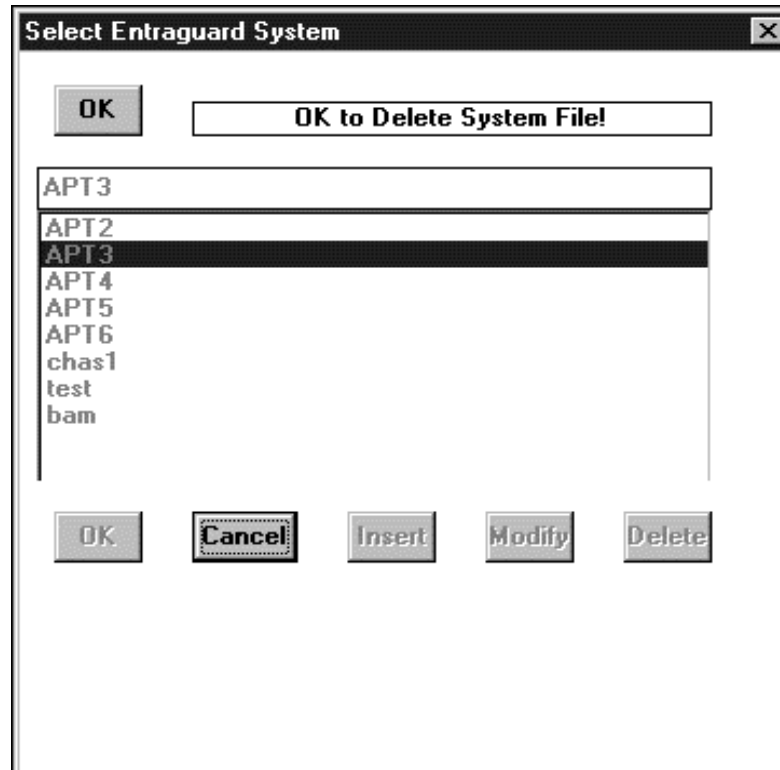 Select Entraguard System
OK
OK to Delete System File!
APT3
APT2
APT3
APT4
APT5
APT6
chas1
test
bam
OK Cancel Insert Modify Delete